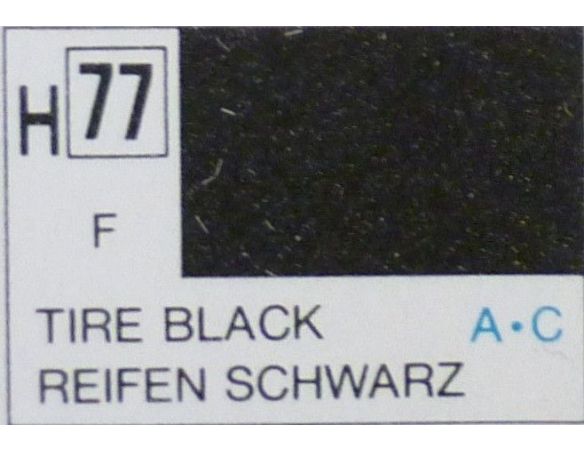 H 77
F
TIRE BLACK A•C
REIFEN SCHWARZ